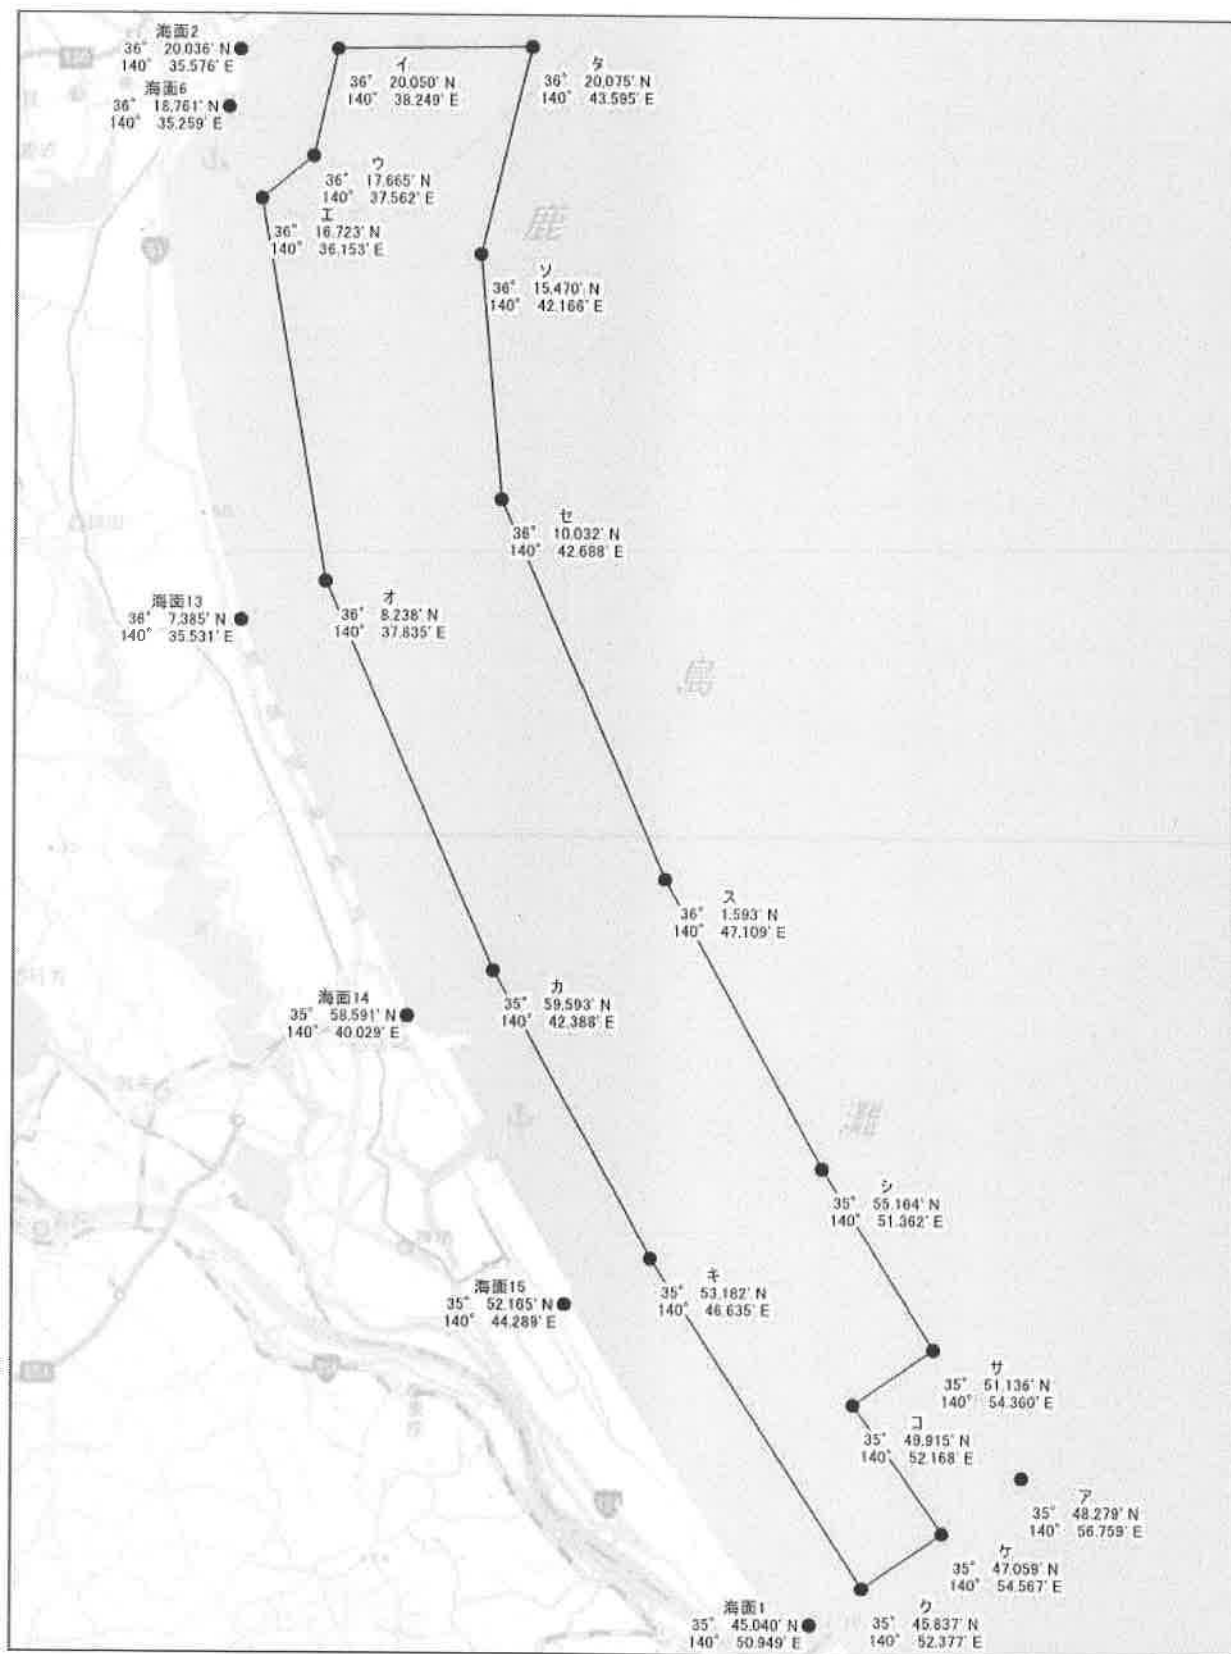 海面2
36° 20.036' N
140° 35.576' E
イ
36° 20.050' N
140° 38.249' E
タ
36° 20.075' N
140° 43.595' E
海面6
36° 18.761' N
140° 35.259' E
ウ
36° 17.665' N
140° 37.562' E
エ
36° 16.723' N
140° 36.153' E
鹿
ソ
36° 15.470' N
140° 42.166' E
セ
36° 10.032' N
140° 42.688' E
オ
36° 8.238' N
140° 37.835' E
海面13
36° 7.385' N
140° 35.531' E
島
ス
36° 1.593' N
140° 47.109' E
カ
35° 59.593' N
140° 42.388' E
海面14
35° 58.591' N
140° 40.029' E
灘
シ
35° 55.164' N
140° 51.362' E
キ
35° 53.182' N
140° 46.635' E
海面15
35° 52.165' N
140° 44.289' E
サ
35° 51.136' N
140° 54.360' E
コ
35° 49.915' N
140° 52.168' E
ア
35° 48.279' N
140° 56.759' E
ケ
35° 47.059' N
140° 54.567' E
ク
35° 45.837' N
140° 52.377' E
海面1
35° 45.040' N
140° 50.949' E